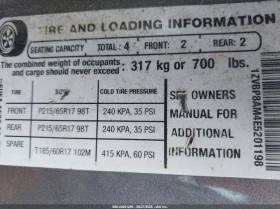 TIRE AND LOADING INFORMATION
SEATING CAPACITY TOTAL: 4 FRONT: 2 REAR: 2
The combined weight of occupants and cargo should never exceed: 317 kg or 700 lbs.
TIRE SIZE COLD TIRE PRESSURE
FRONT P215/65R17 98T 240 KPA, 35 PSI
REAR P215/65R17 98T 240 KPA, 35 PSI
SPARE T185/60R17 102M 415 KPA, 60 PSI
SEE OWNERS
MANUAL FOR
ADDITIONAL
INFORMATION
1ZVBP8AM4E5201198